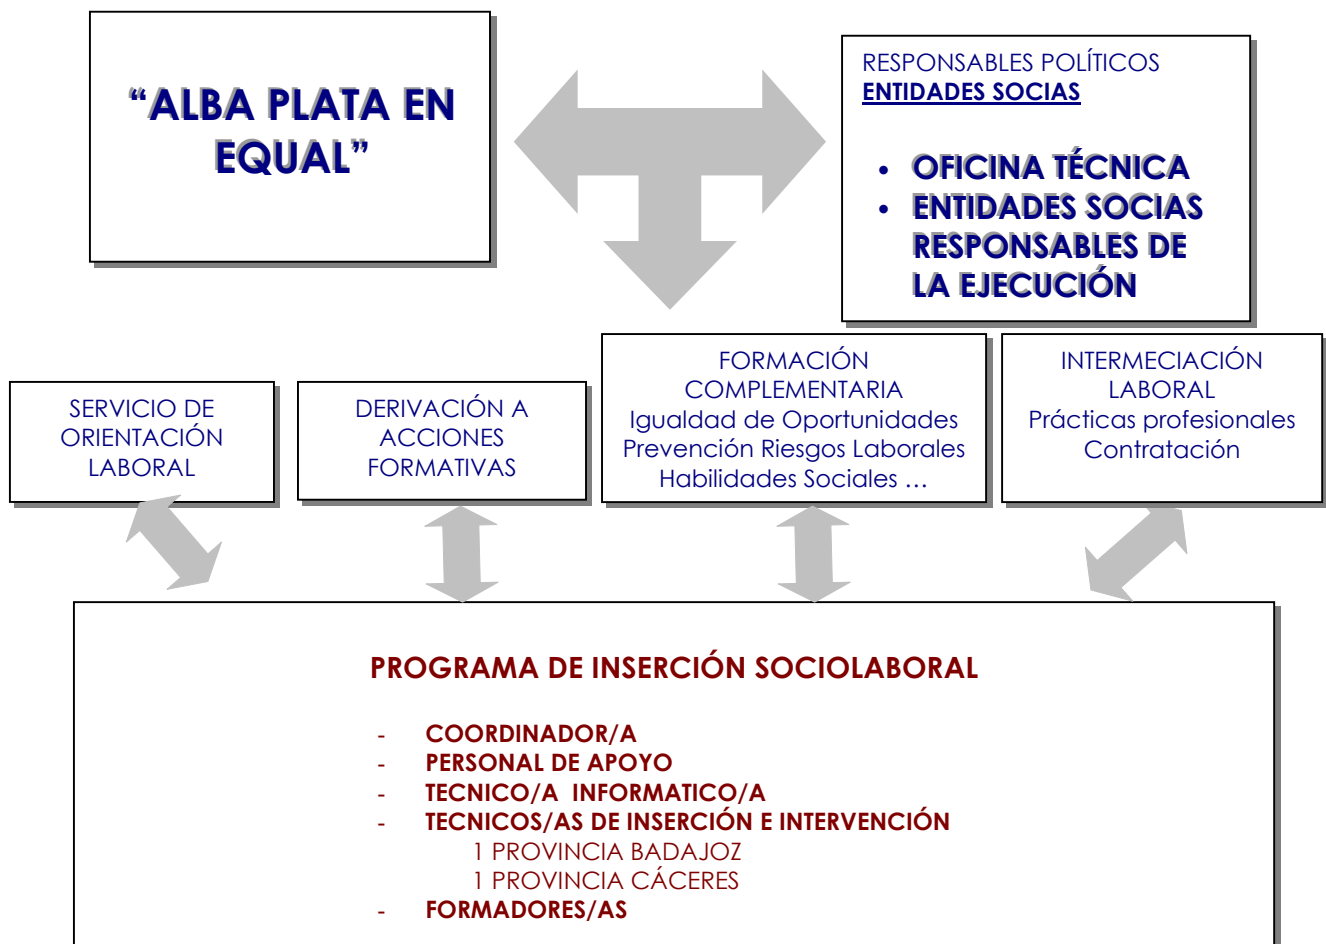 “ALBA PLATA EN
EQUAL”
RESPONSABLES POLÍTICOS
ENTIDADES SOCIAS
• OFICINA TÉCNICA
• ENTIDADES SOCIAS
RESPONSABLES DE
LA EJECUCIÓN
SERVICIO DE
ORIENTACIÓN
LABORAL
DERIVACIÓN A
ACCIONES
FORMATIVAS
FORMACIÓN
COMPLEMENTARIA
Igualdad de Oportunidades
Prevención Riesgos Laborales
Habilidades Sociales …
INTERMECIACIÓN
LABORAL
Prácticas profesionales
Contratación
PROGRAMA DE INSERCIÓN SOCIOLABORAL
- COORDINADOR/A
- PERSONAL DE APOYO
- TECNICO/A INFORMATICO/A
- TECNICOS/AS DE INSERCIÓN E INTERVENCIÓN
1 PROVINCIA BADAJOZ
1 PROVINCIA CÁCERES
- FORMADORES/AS